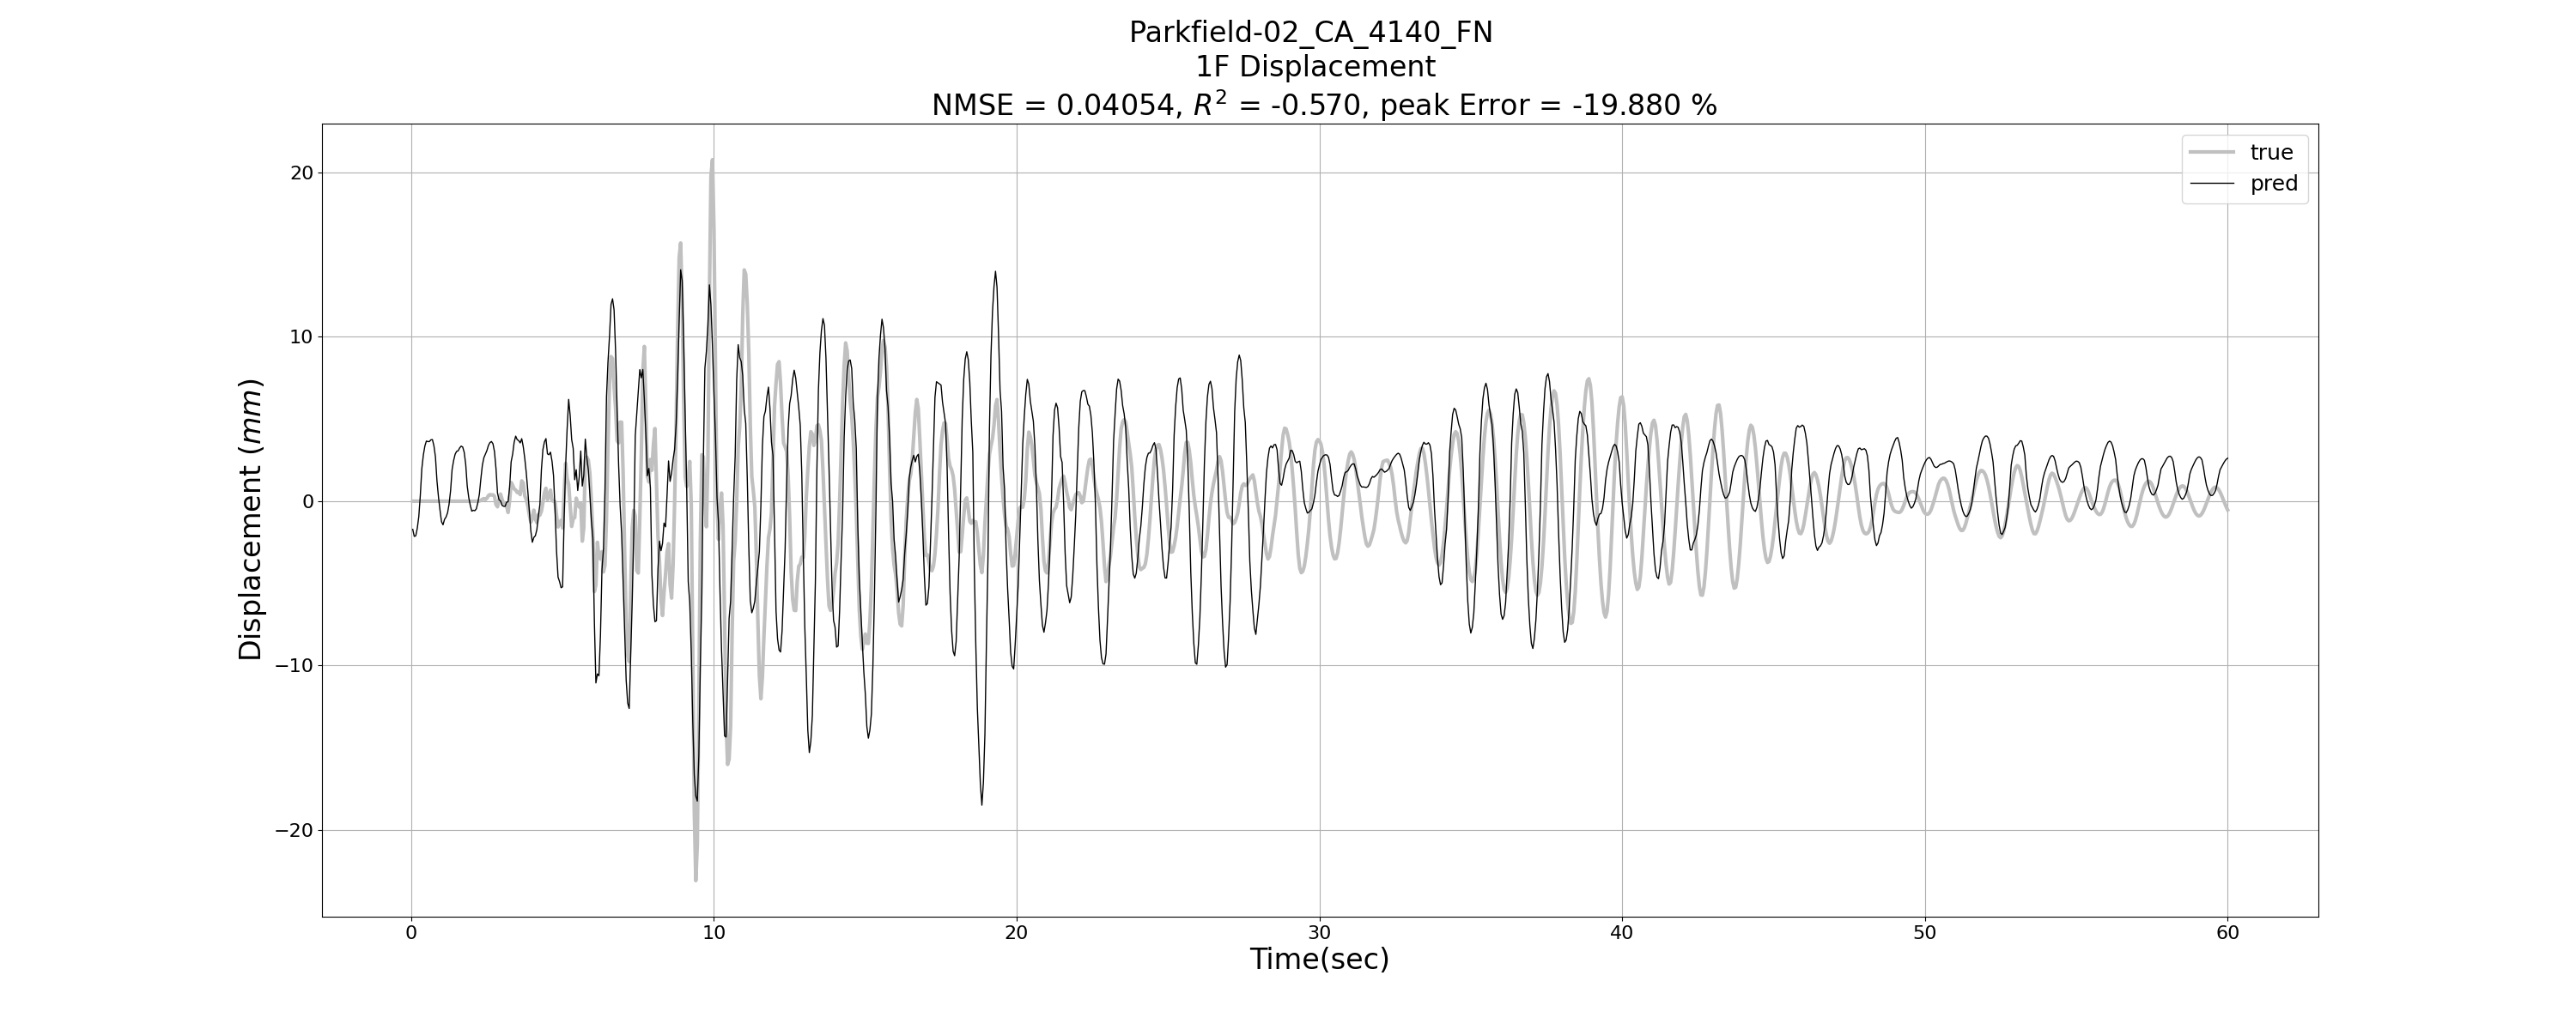 Parkfield-02_CA_4140_FN
1F Displacement
NMSE = 0.04054, R² = -0.570, peak Error = -19.880 %
true
pred
Displacement (mm)
20
10
0
−10
−20
0 10 20 30 40 50 60
Time(sec)